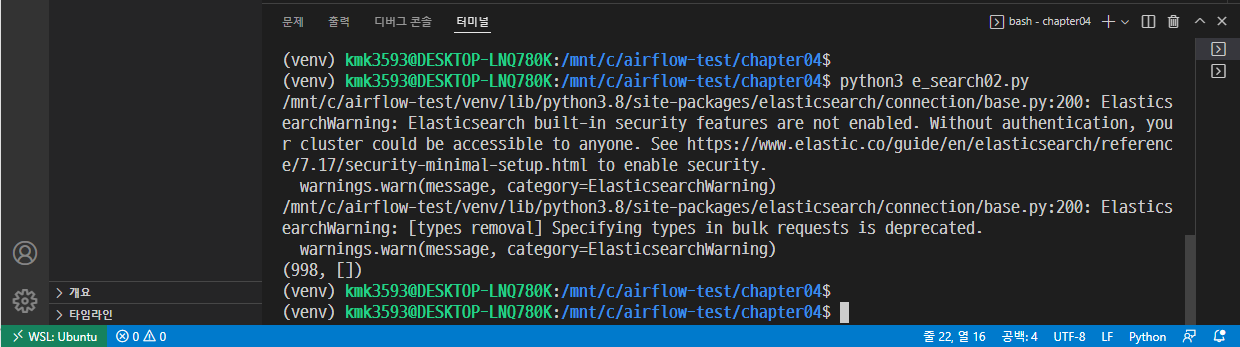 문제 출력 디버그 콘솔 터미널 bash - chapter04
(venv) kmk3593@DESKTOP-LNQ780K:/mnt/c/airflow-test/chapter04$
(venv) kmk3593@DESKTOP-LNQ780K:/mnt/c/airflow-test/chapter04$ python3 e_search02.py
/mnt/c/airflow-test/venv/lib/python3.8/site-packages/elasticsearch/connection/base.py:200: Elastics
earchWarning: Elasticsearch built-in security features are not enabled. Without authentication, you
r cluster could be accessible to anyone. See https://www.elastic.co/guide/en/elasticsearch/referenc
e/7.17/security-minimal-setup.html to enable security.
  warnings.warn(message, category=ElasticsearchWarning)
/mnt/c/airflow-test/venv/lib/python3.8/site-packages/elasticsearch/connection/base.py:200: Elastics
earchWarning: [types removal] Specifying types in bulk requests is deprecated.
  warnings.warn(message, category=ElasticsearchWarning)
(998, [])
(venv) kmk3593@DESKTOP-LNQ780K:/mnt/c/airflow-test/chapter04$
(venv) kmk3593@DESKTOP-LNQ780K:/mnt/c/airflow-test/chapter04$
개요
타임라인
WSL: Ubuntu 0 0 줄 22, 열 16 공백: 4 UTF-8 LF Python